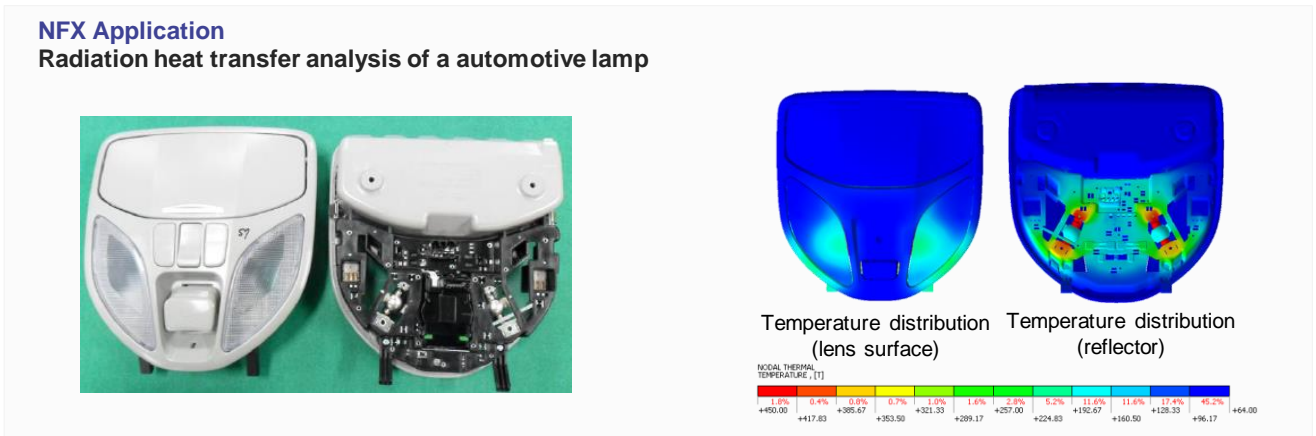 NFX Application
Radiation heat transfer analysis of a automotive lamp
Temperature distribution
(lens surface)
Temperature distribution
(reflector)
NODAL THERMAL
TEMPERATURE , [T]
1.8% 0.4% 0.8% 0.7% 1.0% 1.6% 2.8% 5.2% 11.6% 11.6% 17.4% 45.2%
+450.00 +385.67 +321.33 +257.00 +192.67 +128.33 +64.00
+417.83 +353.50 +289.17 +224.83 +160.50 +96.17